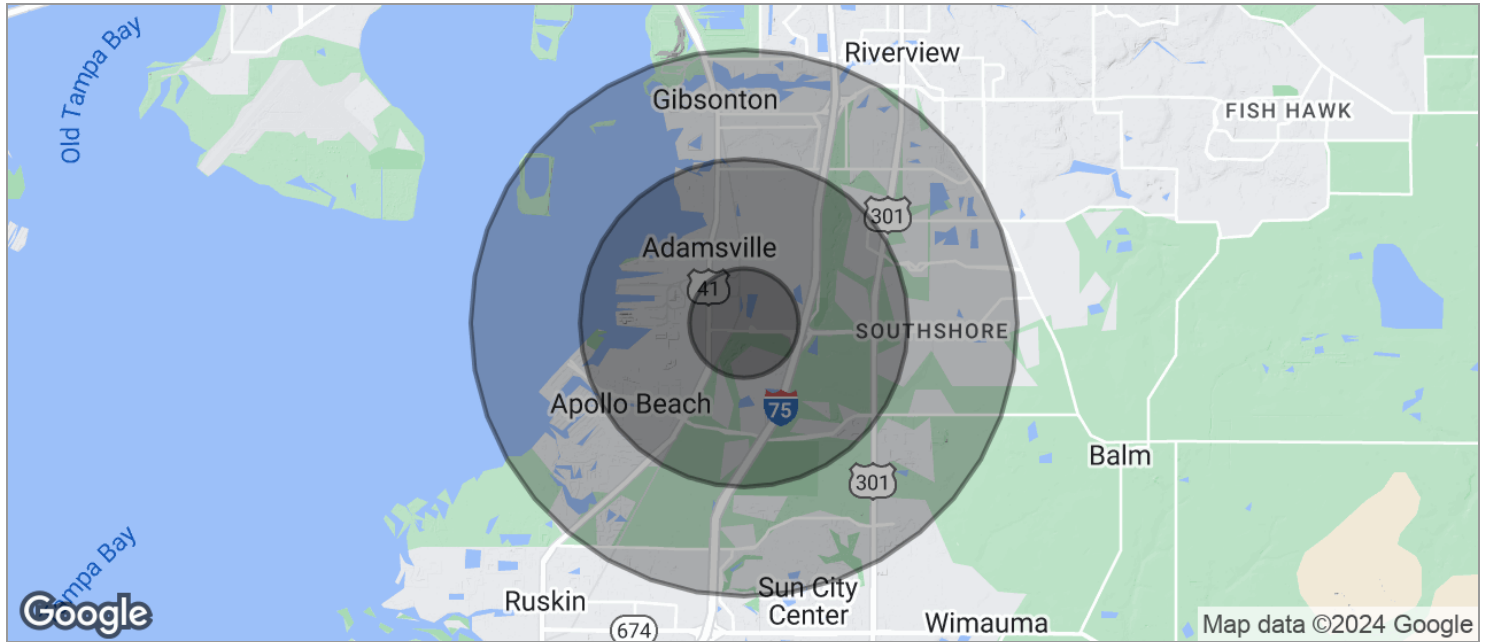 Old Tampa Bay
Riverview
Gibsonton
FISH HAWK
301
Adamsville
41
SOUTHSHORE
Apollo Beach
75
Balm
301
Tampa Bay
Sun City
Center
Ruskin
674
Wimauma
Google
Map data ©2024 Google